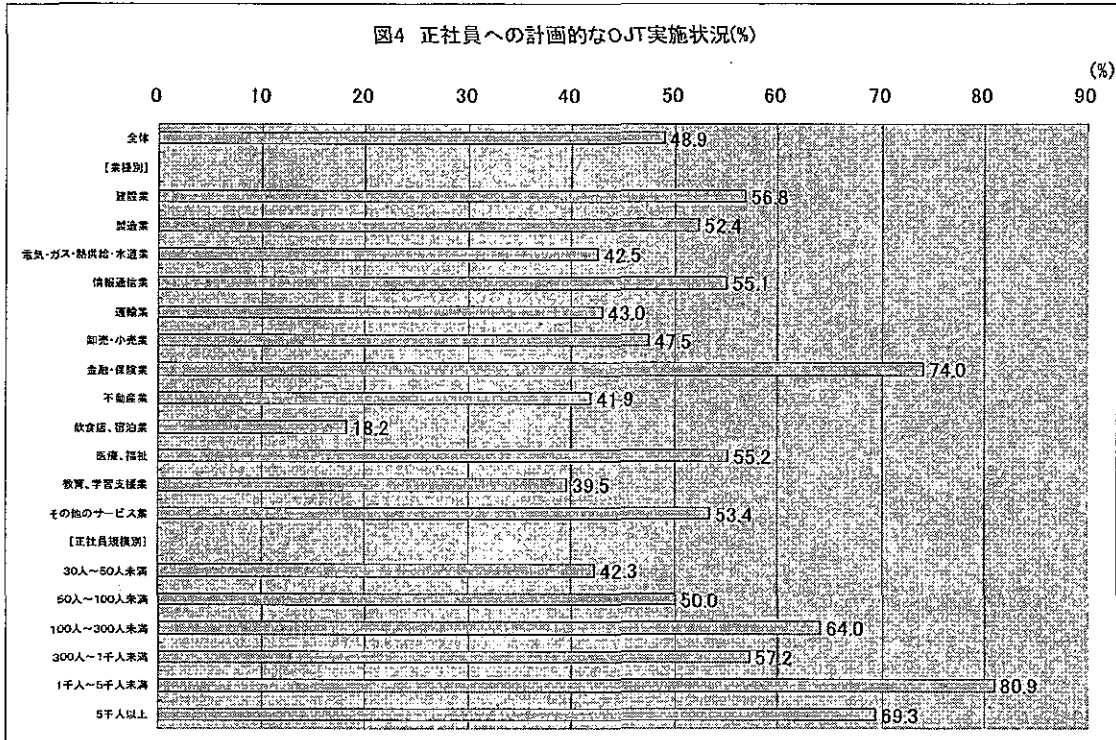 図4 正社員への計画的なOJT実施状況(%)
(%)
0 10 20 30 40 50 60 70 80 90
全体 48.9
[業種別]
建設業 56.8
製造業 52.4
電気・ガス・熱供給・水道業 42.5
情報通信業 55.1
運輸業 43.0
卸売・小売業 47.5
金融・保険業 74.0
不動産業 41.9
飲食店、宿泊業 18.2
医療、福祉 55.2
教育、学習支援業 39.5
その他のサービス業 53.4
[正社員規模別]
30人～50人未満 42.3
50人～100人未満 50.0
100人～300人未満 64.0
300人～1千人未満 57.2
1千人～5千人未満 80.9
5千人以上 69.3